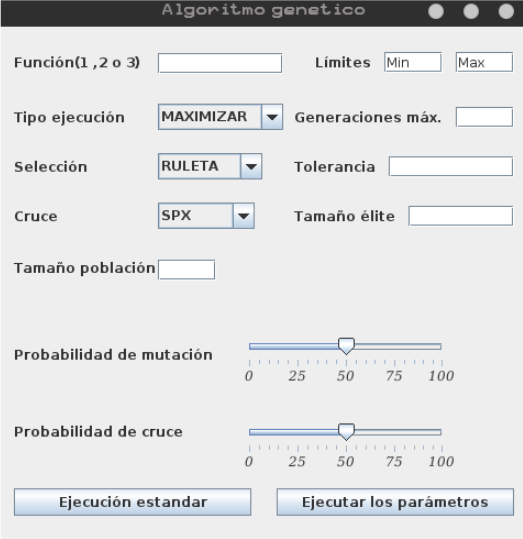 Algoritmo genetico
Función(1 ,2 o 3) Límites Min Max
Tipo ejecución MAXIMIZAR Generaciones máx.
Selección RULETA Tolerancia
Cruce SPX Tamaño élite
Tamaño población
Probabilidad de mutación
0 25 50 75 100
Probabilidad de cruce
0 25 50 75 100
Ejecución estandar Ejecutar los parámetros